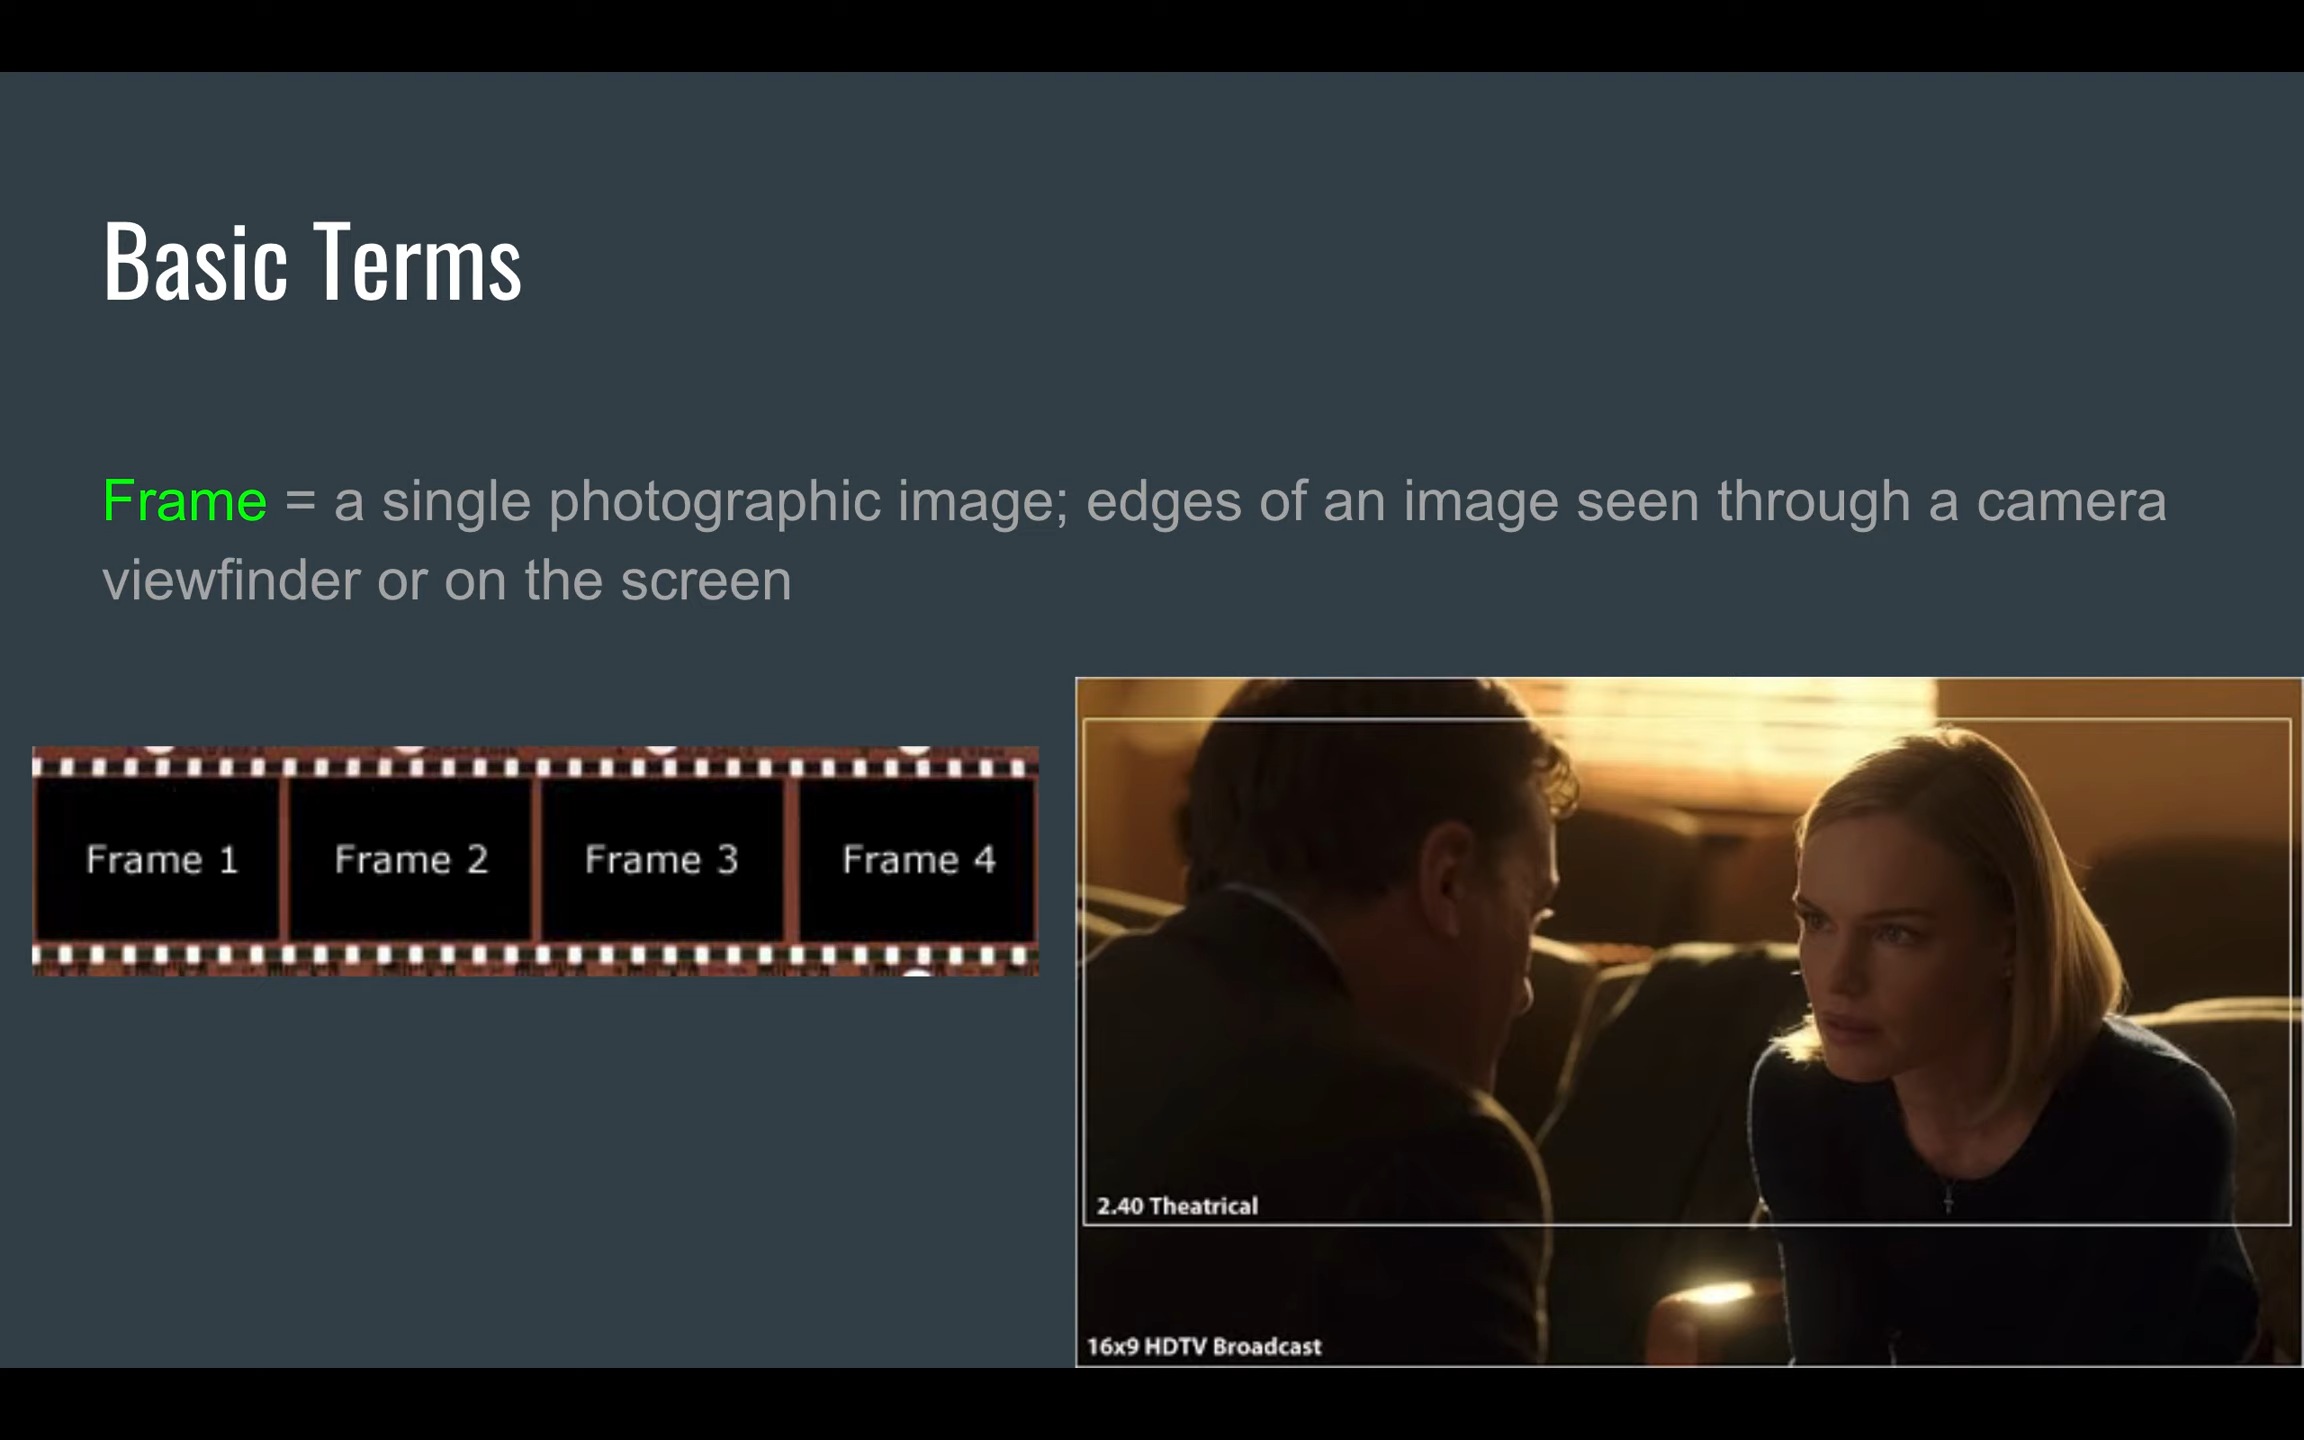 Basic Terms
Frame = a single photographic image; edges of an image seen through a camera
viewfinder or on the screen
Frame 1
Frame 2
Frame 3
Frame 4
2.40 Theatrical
16x9 HDTV Broadcast